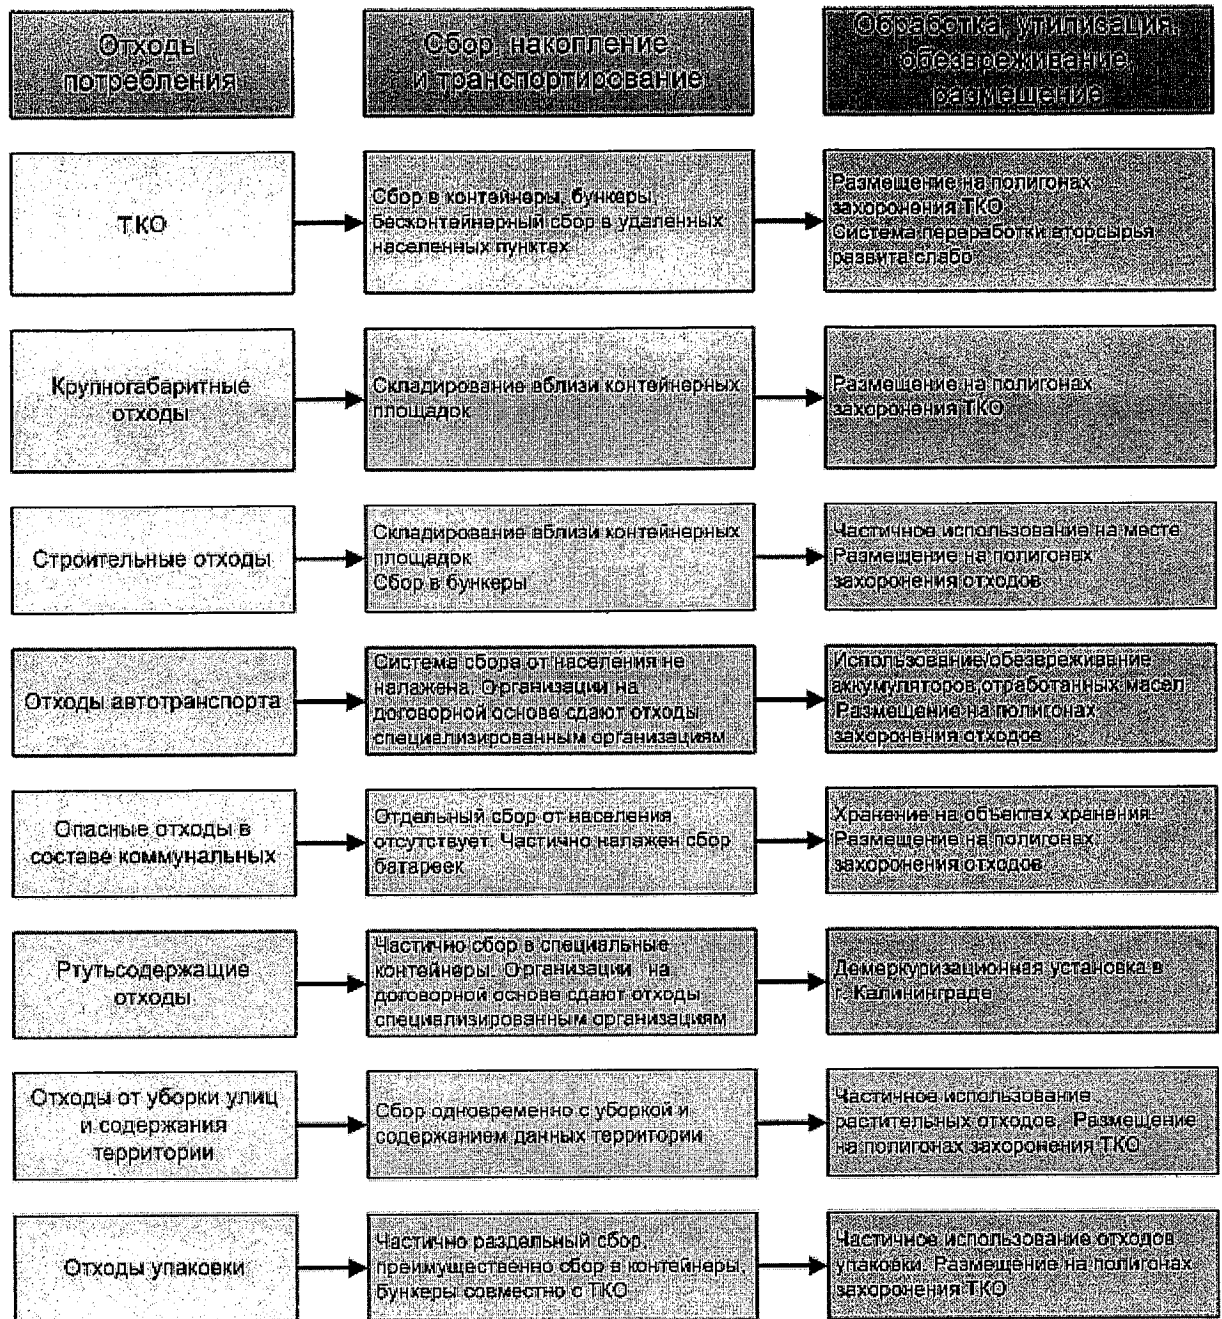 Отходы
потребления
Сбор, накопление
и транспортирование
Обработка, утилизация,
обезвреживание,
размещение
ТКО
Сбор в контейнеры, бункеры,
бесконтейнерный сбор в удаленных
населенных пунктах
Размещение на полигонах
захоронения ТКО
Система переработки вторсырья
развита слабо
Крупногабаритные
отходы
Складирование вблизи контейнерных
площадок
Размещение на полигонах
захоронения ТКО
Строительные отходы
Складирование вблизи контейнерных
площадок
Сбор в бункеры
Частичное использование на месте
Размещение на полигонах
захоронения отходов
Отходы автотранспорта
Система сбора от населения не
налажена. Организации на
договорной основе сдают отходы
специализированным организациям
Использование/обезвреживание
аккумуляторов,отработанных масел
Размещение на полигонах
захоронения отходов
Опасные отходы в
составе коммунальных
Отдельный сбор от населения
отсутствует. Частично налажен сбор
батареек
Хранение на объектах хранения.
Размещение на полигонах
захоронения отходов
Ртутьсодержащие
отходы
Частично сбор в специальные
контейнеры. Организации на
договорной основе сдают отходы
специализированным организациям
Демеркуризационная установка в
г. Калининграде
Отходы от уборки улиц
и содержания
территории
Сбор одновременно с уборкой и
содержанием данных территории
Частичное использование
растительных отходов. Размещение
на полигонах захоронения ТКО
Отходы упаковки
Частично раздельный сбор,
преимущественно сбор в контейнеры,
бункеры совместно с ТКО
Частичное использование отходов
упаковки. Размещение на полигонах
захоронения ТКО